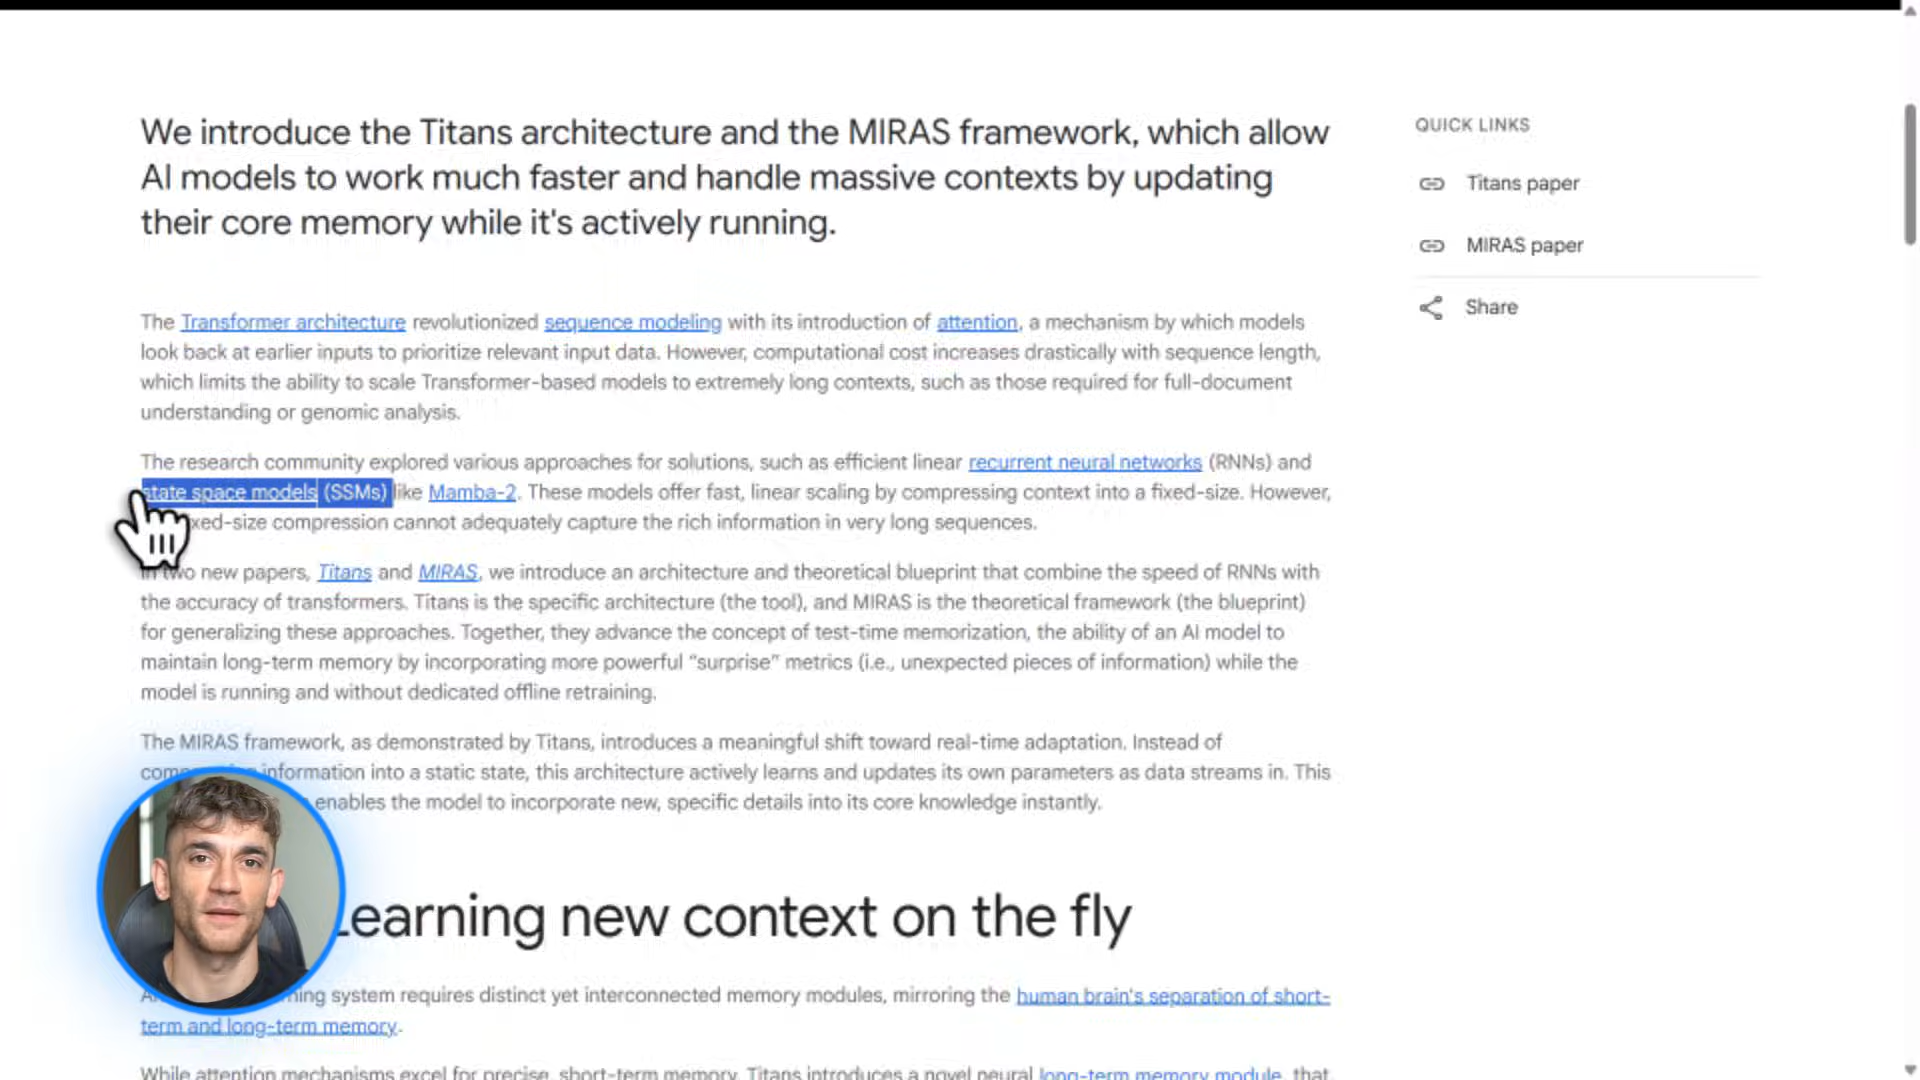 We introduce the Titans architecture and the MIRAS framework, which allow
AI models to work much faster and handle massive contexts by updating
their core memory while it's actively running.
QUICK LINKS
Titans paper
MIRAS paper
Share
The Transformer architecture revolutionized sequence modeling with its introduction of attention, a mechanism by which models
look back at earlier inputs to prioritize relevant input data. However, computational cost increases drastically with sequence length,
which limits the ability to scale Transformer-based models to extremely long contexts, such as those required for full-document
understanding or genomic analysis.
The research community explored various approaches for solutions, such as efficient linear recurrent neural networks (RNNs) and
state space models (SSMs) like Mamba-2. These models offer fast, linear scaling by compressing context into a fixed-size. However,
xed-size compression cannot adequately capture the rich information in very long sequences.
In two new papers, Titans and MIRAS, we introduce an architecture and theoretical blueprint that combine the speed of RNNs with
the accuracy of transformers. Titans is the specific architecture (the tool), and MIRAS is the theoretical framework (the blueprint)
for generalizing these approaches. Together, they advance the concept of test-time memorization, the ability of an AI model to
maintain long-term memory by incorporating more powerful “surprise” metrics (i.e., unexpected pieces of information) while the
model is running and without dedicated offline retraining.
The MIRAS framework, as demonstrated by Titans, introduces a meaningful shift toward real-time adaptation. Instead of
information into a static state, this architecture actively learns and updates its own parameters as data streams in. This
enables the model to incorporate new, specific details into its core knowledge instantly.
Learning new context on the fly
system requires distinct yet interconnected memory modules, mirroring the human brain's separation of short-
term and long-term memory.
While attention mechanisms excel for precise, short-term memory, Titans introduces a novel neural long-term memory module, that,